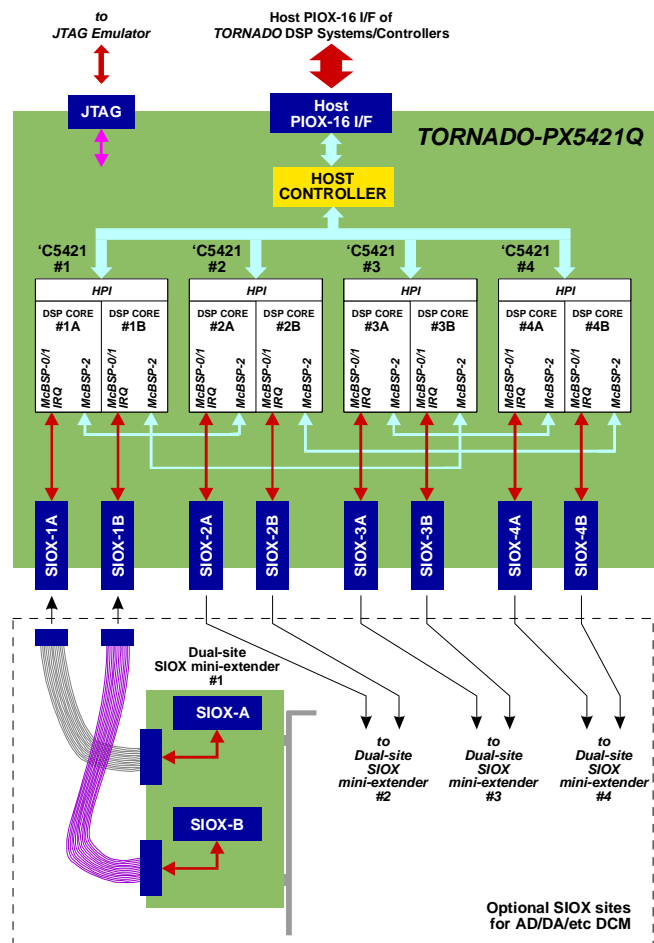 to
JTAG Emulator
Host PIOX-16 I/F of
TORNADO DSP Systems/Controllers
JTAG
Host
PIOX-16 I/F
TORNADO-PX5421Q
HOST
CONTROLLER
‘C5421
#1
‘C5421
#2
‘C5421
#3
‘C5421
#4
HPI
HPI
HPI
HPI
DSP CORE
#1A
DSP CORE
#1B
DSP CORE
#2A
DSP CORE
#2B
DSP CORE
#3A
DSP CORE
#3B
DSP CORE
#4A
DSP CORE
#4B
McBSP-0/1
IRQ
McBSP-2
McBSP-0/1
IRQ
McBSP-2
McBSP-0/1
IRQ
McBSP-2
McBSP-0/1
IRQ
McBSP-2
McBSP-0/1
IRQ
McBSP-2
McBSP-0/1
IRQ
McBSP-2
McBSP-0/1
IRQ
McBSP-2
McBSP-0/1
IRQ
McBSP-2
SIOX-1A
SIOX-1B
SIOX-2A
SIOX-2B
SIOX-3A
SIOX-3B
SIOX-4A
SIOX-4B
Dual-site
SIOX mini-extender
#1
SIOX-A
SIOX-B
to
Dual-site
SIOX
mini-extender
#2
to
Dual-site
SIOX
mini-extender
#3
to
Dual-site
SIOX
mini-extender
#4
Optional SIOX sites
for AD/DA/etc DCM